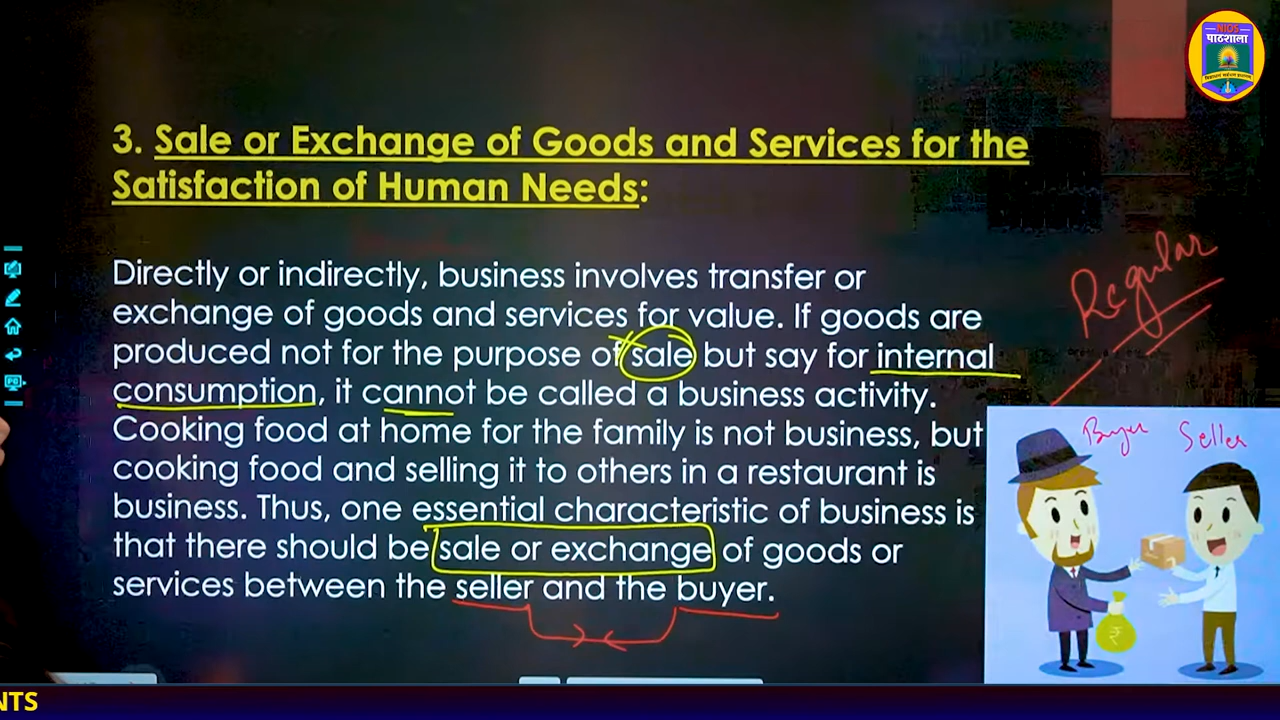 NIOS
पाठशाला
3. Sale or Exchange of Goods and Services for the
Satisfaction of Human Needs:
Directly or indirectly, business involves transfer or
exchange of goods and services for value. If goods are
produced not for the purpose of sale but say for internal
consumption, it cannot be called a business activity.
Cooking food at home for the family is not business, but
cooking food and selling it to others in a restaurant is
business. Thus, one essential characteristic of business is
that there should be sale or exchange of goods or
services between the seller and the buyer.
Regular
Buyer Seller
₹
NTS